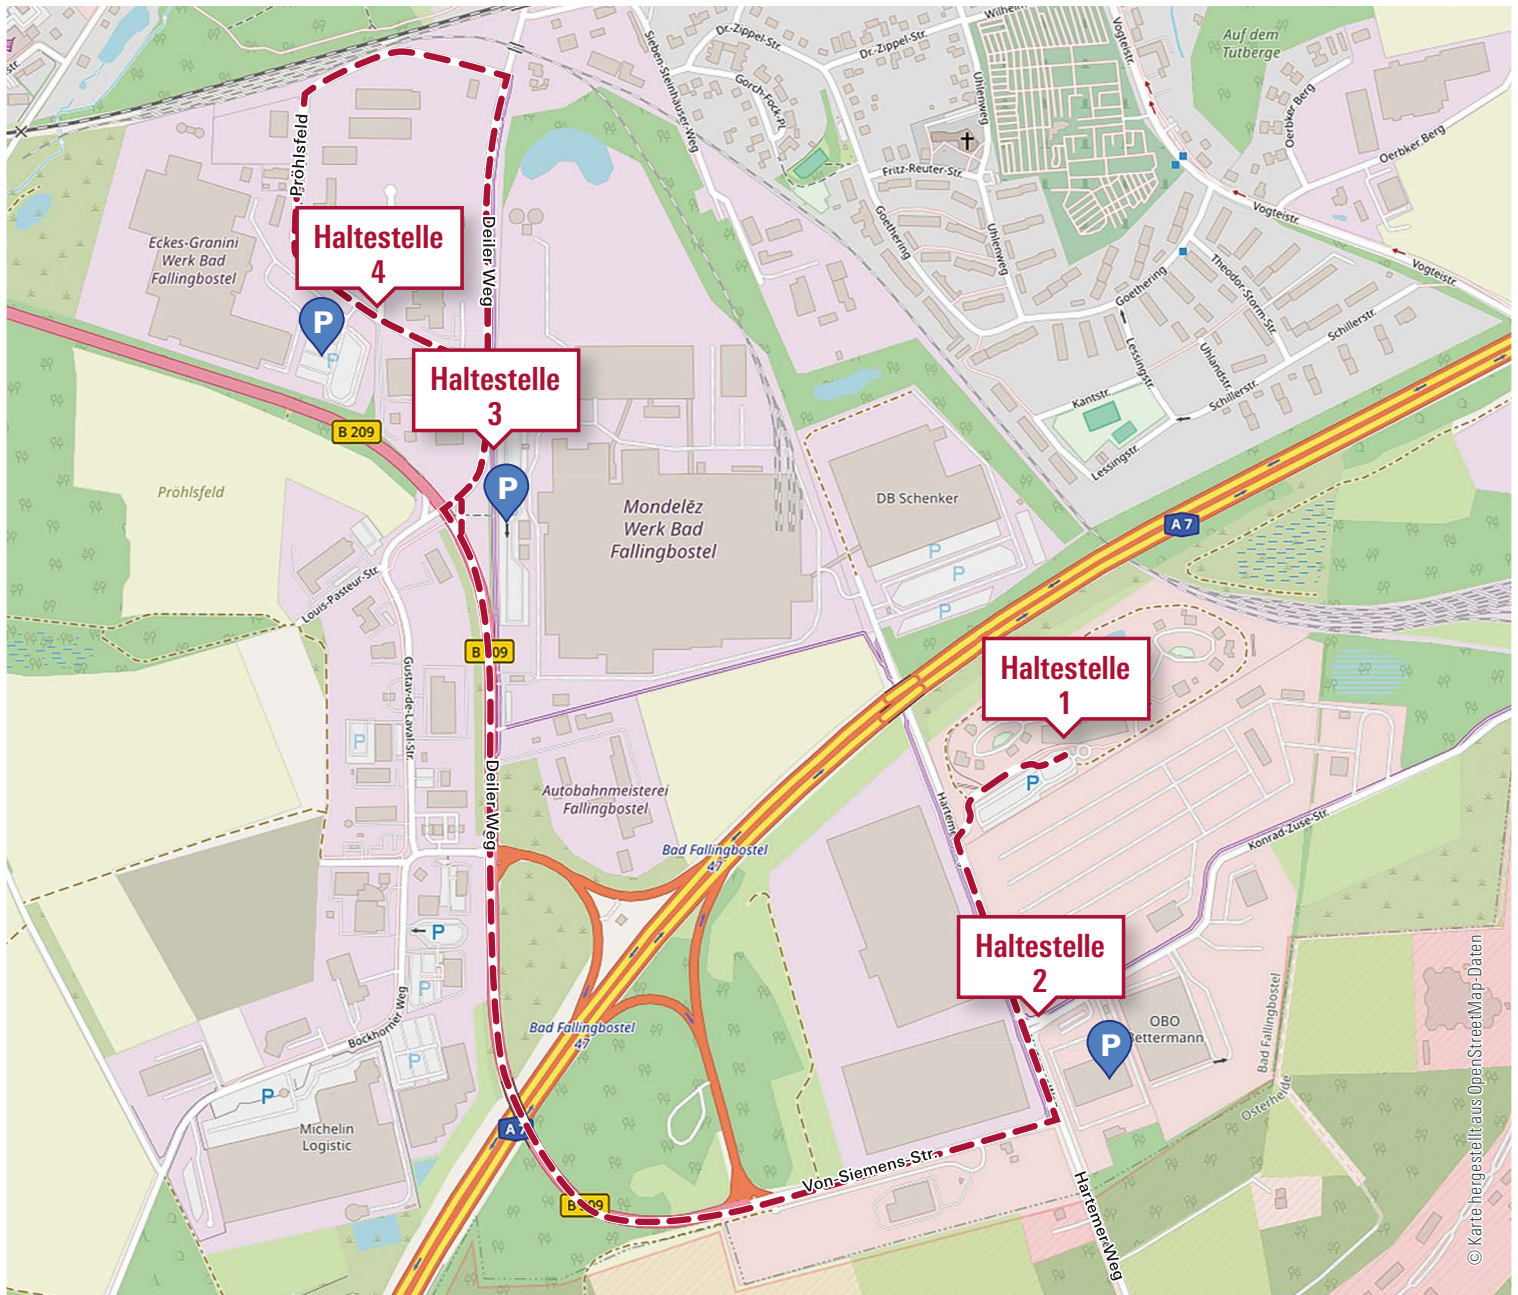 Wilhelm
Dr.-Zippel-Str.
Dr.-Zippel-Str.
Vogteistr.
Auf dem
Tutberge
Sieben-Steinhäuser-Weg
Gorch-Fock-Pl.
Uhlenweg
Oerbker Berg
Oerbker Berg
Pröhlsfeld
Fritz-Reuter-Str.
Goethering
Uhlenweg
Vogteistr.
Vogteistr.
Eckes-Granini
Werk Bad
Fallingbostel
Haltestelle
4
Deiler Weg
Goethering
Theodor-Storm-Str.
Schillerstr.
Lessingstr.
Uhlandstr.
Schillerstr.
Kantstr.
Lessingstr.
P
P
B 209
Haltestelle
3
P
Pröhlsfeld
Mondelēz
Werk Bad
Fallingbostel
DB Schenker
P
P
P
A 7
Louis-Pasteur-Str.
B 209
Gustav-de-Laval-Str.
P
Haltestelle
1
P
Deiler Weg
Autobahnmeisterei
Fallingbostel
Harteme
Konrad-Zuse-Str.
Bad Fallingbostel
47
P
P
Haltestelle
2
Bockhorner Weg
Bad Fallingbostel
47
P
P
OBO
Bettermann
P
Bad Fallingbostel
Osterheide
P
Michelin
Logistic
A 7
B 209
Von-Siemens-Str.
Hartemer Weg
© Karte hergestellt aus OpenStreetMap-Daten